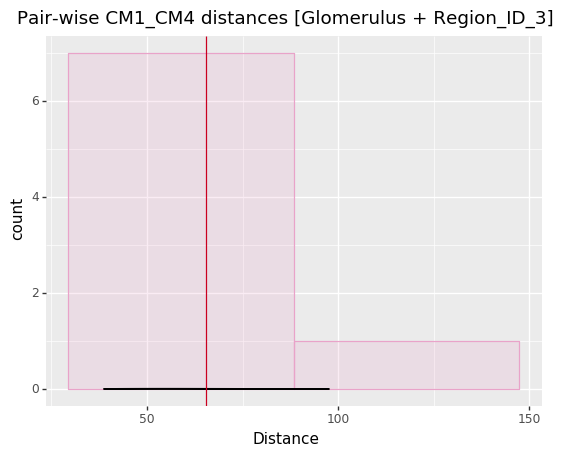 Pair-wise CM1_CM4 distances [Glomerulus + Region_ID_3]
6
4
2
0
count
50
100
150
Distance